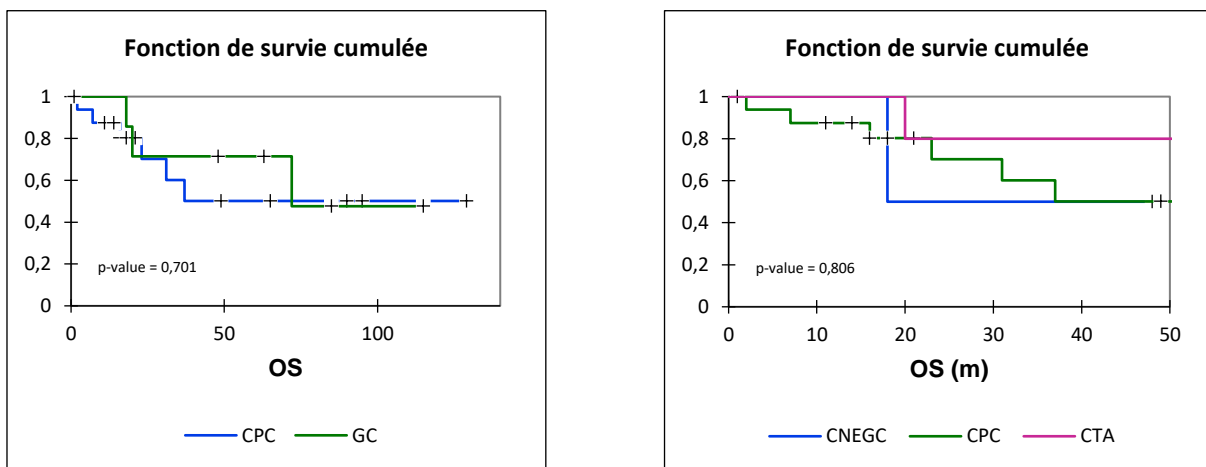 Fonction de survie cumulée
1
0,8
0,6
0,4
0,2
0
p-value = 0,701
0 50 100
OS
CPC GC
Fonction de survie cumulée
1
0,8
0,6
0,4
0,2
0
p-value = 0,806
0 10 20 30 40 50
OS (m)
CNEGC CPC CTA